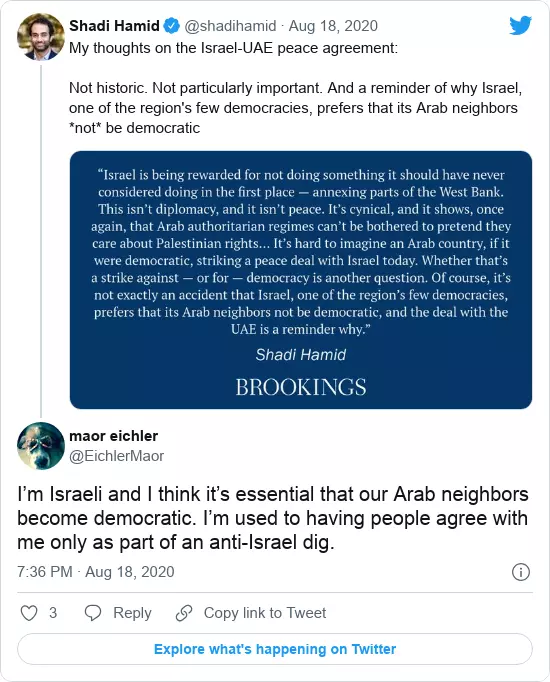 Shadi Hamid @shadihamid · Aug 18, 2020
My thoughts on the Israel-UAE peace agreement:
Not historic. Not particularly important. And a reminder of why Israel,
one of the region's few democracies, prefers that its Arab neighbors
*not* be democratic
“Israel is being rewarded for not doing something it should have never
considered doing in the first place — annexing parts of the West Bank.
This isn’t diplomacy, and it isn’t peace. It’s cynical, and it shows, once
again, that Arab authoritarian regimes can’t be bothered to pretend they
care about Palestinian rights... It’s hard to imagine an Arab country, if it
were democratic, striking a peace deal with Israel today. Whether that’s
a strike against — or for — democracy is another question. Of course, it’s
not exactly an accident that Israel, one of the region’s few democracies,
prefers that its Arab neighbors not be democratic, and the deal with the
UAE is a reminder why.”
Shadi Hamid
BROOKINGS
maor eichler
@EichlerMaor
I’m Israeli and I think it’s essential that our Arab neighbors
become democratic. I’m used to having people agree with
me only as part of an anti-Israel dig.
7:36 PM · Aug 18, 2020
3 Reply Copy link to Tweet
Explore what's happening on Twitter